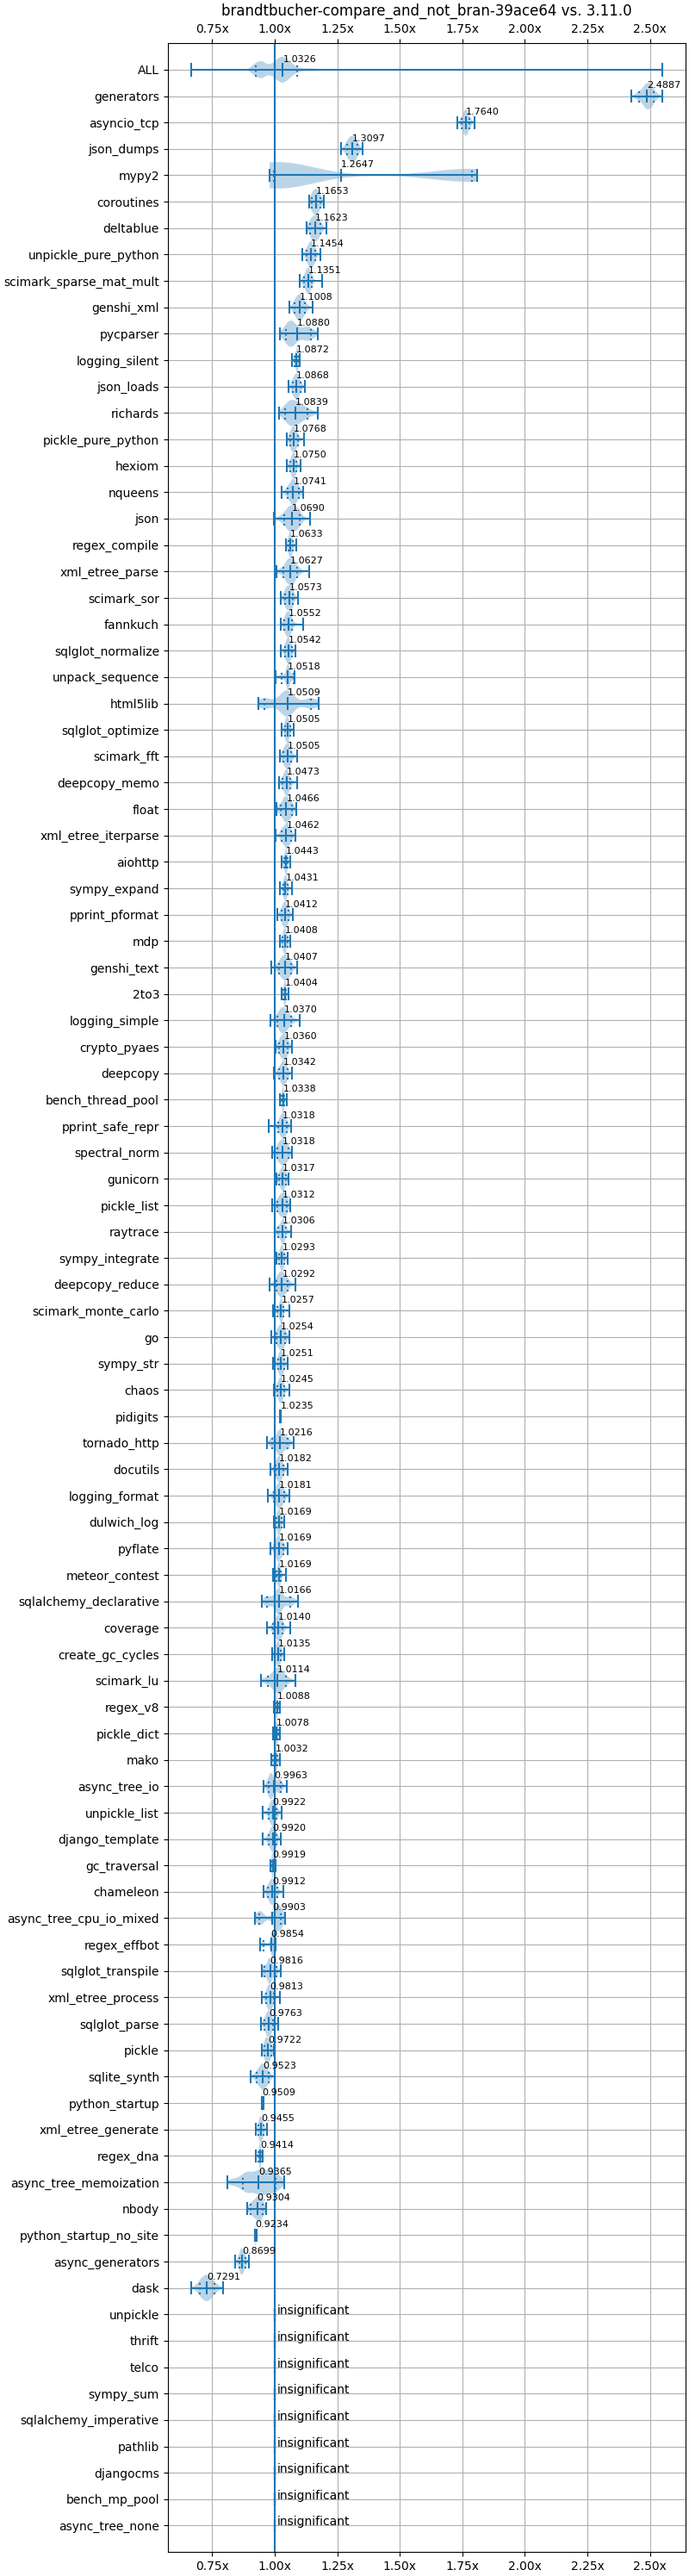 brandtbucher-compare_and_not_bran-39ace64 vs. 3.11.0
0.75x 1.00x 1.25x 1.50x 1.75x 2.00x 2.25x 2.50x
ALL 1.0326
generators 2.4887
asyncio_tcp 1.7640
json_dumps 1.3097
mypy2 1.2647
coroutines 1.1653
deltablue 1.1623
unpickle_pure_python 1.1454
scimark_sparse_mat_mult 1.1351
genshi_xml 1.1008
pycparser 1.0880
logging_silent 1.0872
json_loads 1.0868
richards 1.0839
pickle_pure_python 1.0768
hexiom 1.0750
nqueens 1.0741
json 1.0690
regex_compile 1.0633
xml_etree_parse 1.0627
scimark_sor 1.0573
fannkuch 1.0552
sqlglot_normalize 1.0542
unpack_sequence 1.0518
html5lib 1.0509
sqlglot_optimize 1.0505
scimark_fft 1.0505
deepcopy_memo 1.0473
float 1.0466
xml_etree_iterparse 1.0462
aiohttp 1.0443
sympy_expand 1.0431
pprint_pformat 1.0412
mdp 1.0408
genshi_text 1.0407
2to3 1.0404
logging_simple 1.0370
crypto_pyaes 1.0360
deepcopy 1.0342
bench_thread_pool 1.0338
pprint_safe_repr 1.0318
spectral_norm 1.0318
gunicorn 1.0317
pickle_list 1.0312
raytrace 1.0306
sympy_integrate 1.0293
deepcopy_reduce 1.0292
scimark_monte_carlo 1.0257
go 1.0254
sympy_str 1.0251
chaos 1.0245
pidigits 1.0235
tornado_http 1.0216
docutils 1.0182
logging_format 1.0181
dulwich_log 1.0169
pyflate 1.0169
meteor_contest 1.0169
sqlalchemy_declarative 1.0166
coverage 1.0140
create_gc_cycles 1.0135
scimark_lu 1.0114
regex_v8 1.0088
pickle_dict 1.0078
mako 1.0032
async_tree_io 0.9963
unpickle_list 0.9922
django_template 0.9920
gc_traversal 0.9919
chameleon 0.9912
async_tree_cpu_io_mixed 0.9903
regex_effbot 0.9854
sqlglot_transpile 0.9816
xml_etree_process 0.9813
sqlglot_parse 0.9763
pickle 0.9722
sqlite_synth 0.9523
python_startup 0.9509
xml_etree_generate 0.9455
regex_dna 0.9414
async_tree_memoization 0.9365
nbody 0.9304
python_startup_no_site 0.9234
async_generators 0.8699
dask 0.7291
unpickle insignificant
thrift insignificant
telco insignificant
sympy_sum insignificant
sqlalchemy_imperative insignificant
pathlib insignificant
djangocms insignificant
bench_mp_pool insignificant
async_tree_none insignificant
0.75x 1.00x 1.25x 1.50x 1.75x 2.00x 2.25x 2.50x